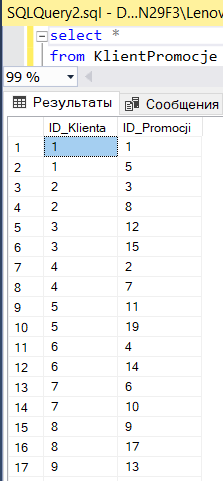 SQLQuery2.sql - D...N29F3\Lenov
select *
from KlientPromocje
99 %
Результаты Сообщения
ID_Klienta ID_Promocji
1 1 1
2 1 5
3 2 3
4 2 8
5 3 12
6 3 15
7 4 2
8 4 7
9 5 11
10 5 19
11 6 4
12 6 14
13 7 6
14 7 10
15 8 9
16 8 17
17 9 13